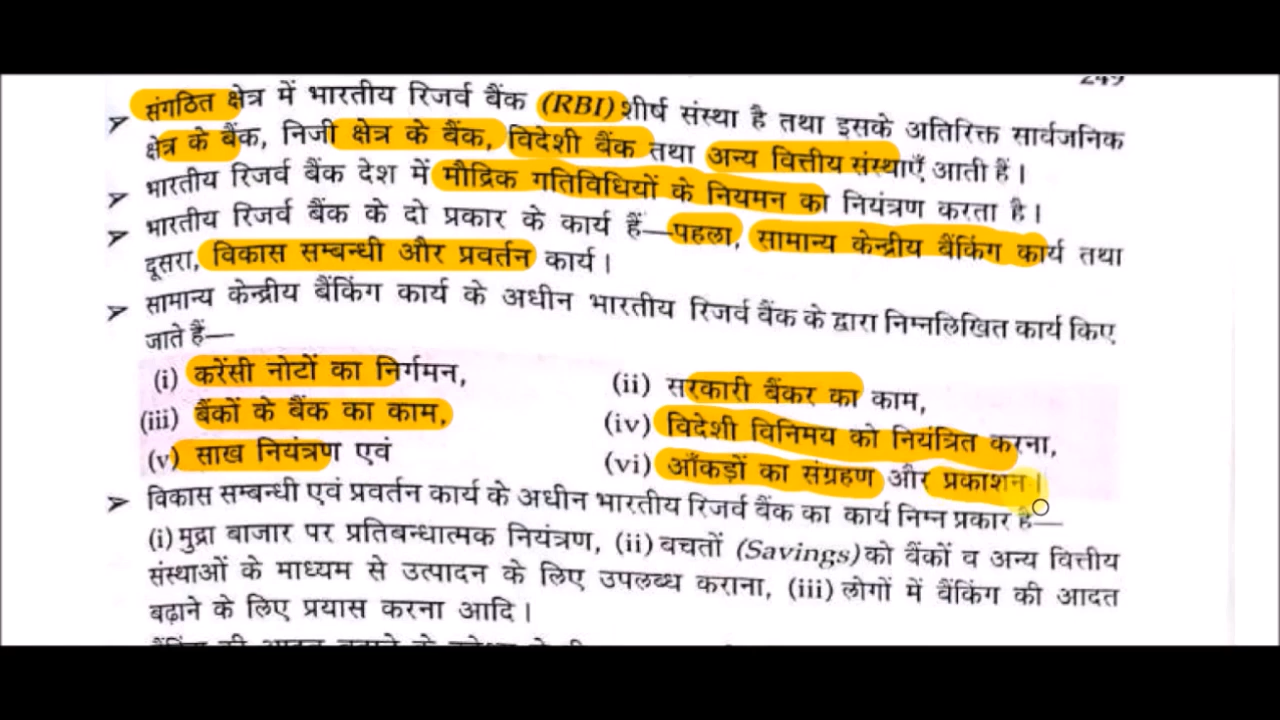 ➢ संगठित क्षेत्र में भारतीय रिजर्व बैंक (RBI) शीर्ष संस्था है तथा इसके अतिरिक्त सार्वजनिक
क्षेत्र के बैंक, निजी क्षेत्र के बैंक, विदेशी बैंक तथा अन्य वित्तीय संस्थाएँ आती हैं।
➢ भारतीय रिजर्व बैंक देश में मौद्रिक गतिविधियों के नियमन का नियंत्रण करता है।
➢ भारतीय रिजर्व बैंक के दो प्रकार के कार्य हैं—पहला, सामान्य केन्द्रीय बैंकिंग कार्य तथा
दूसरा, विकास सम्बन्धी और प्रवर्तन कार्य।
➢ सामान्य केन्द्रीय बैंकिंग कार्य के अधीन भारतीय रिजर्व बैंक के द्वारा निम्नलिखित कार्य किए
जाते हैं—
(i) करेंसी नोटों का निर्गमन, (ii) सरकारी बैंकर का काम,
(iii) बैंकों के बैंक का काम, (iv) विदेशी विनिमय को नियंत्रित करना,
(v) साख नियंत्रण एवं (vi) आँकड़ों का संग्रहण और प्रकाशन।
➢ विकास सम्बन्धी एवं प्रवर्तन कार्य के अधीन भारतीय रिजर्व बैंक का कार्य निम्न प्रकार है—
(i) मुद्रा बाजार पर प्रतिबन्धात्मक नियंत्रण, (ii) बचतों (Savings) को बैंकों व अन्य वित्तीय
संस्थाओं के माध्यम से उत्पादन के लिए उपलब्ध कराना, (iii) लोगों में बैंकिंग की आदत
बढ़ाने के लिए प्रयास करना आदि।